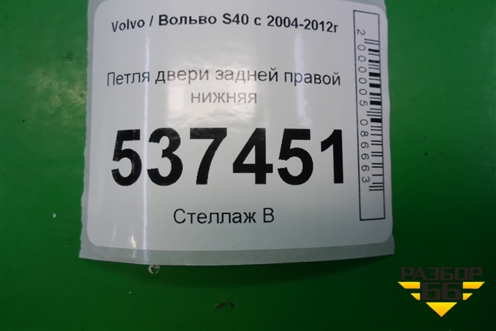 Volvo / Вольво S40 с 2004-2012г
Петля двери задней правой
нижняя
537451
Стеллаж В
2000005086663
РАЗБОР
66